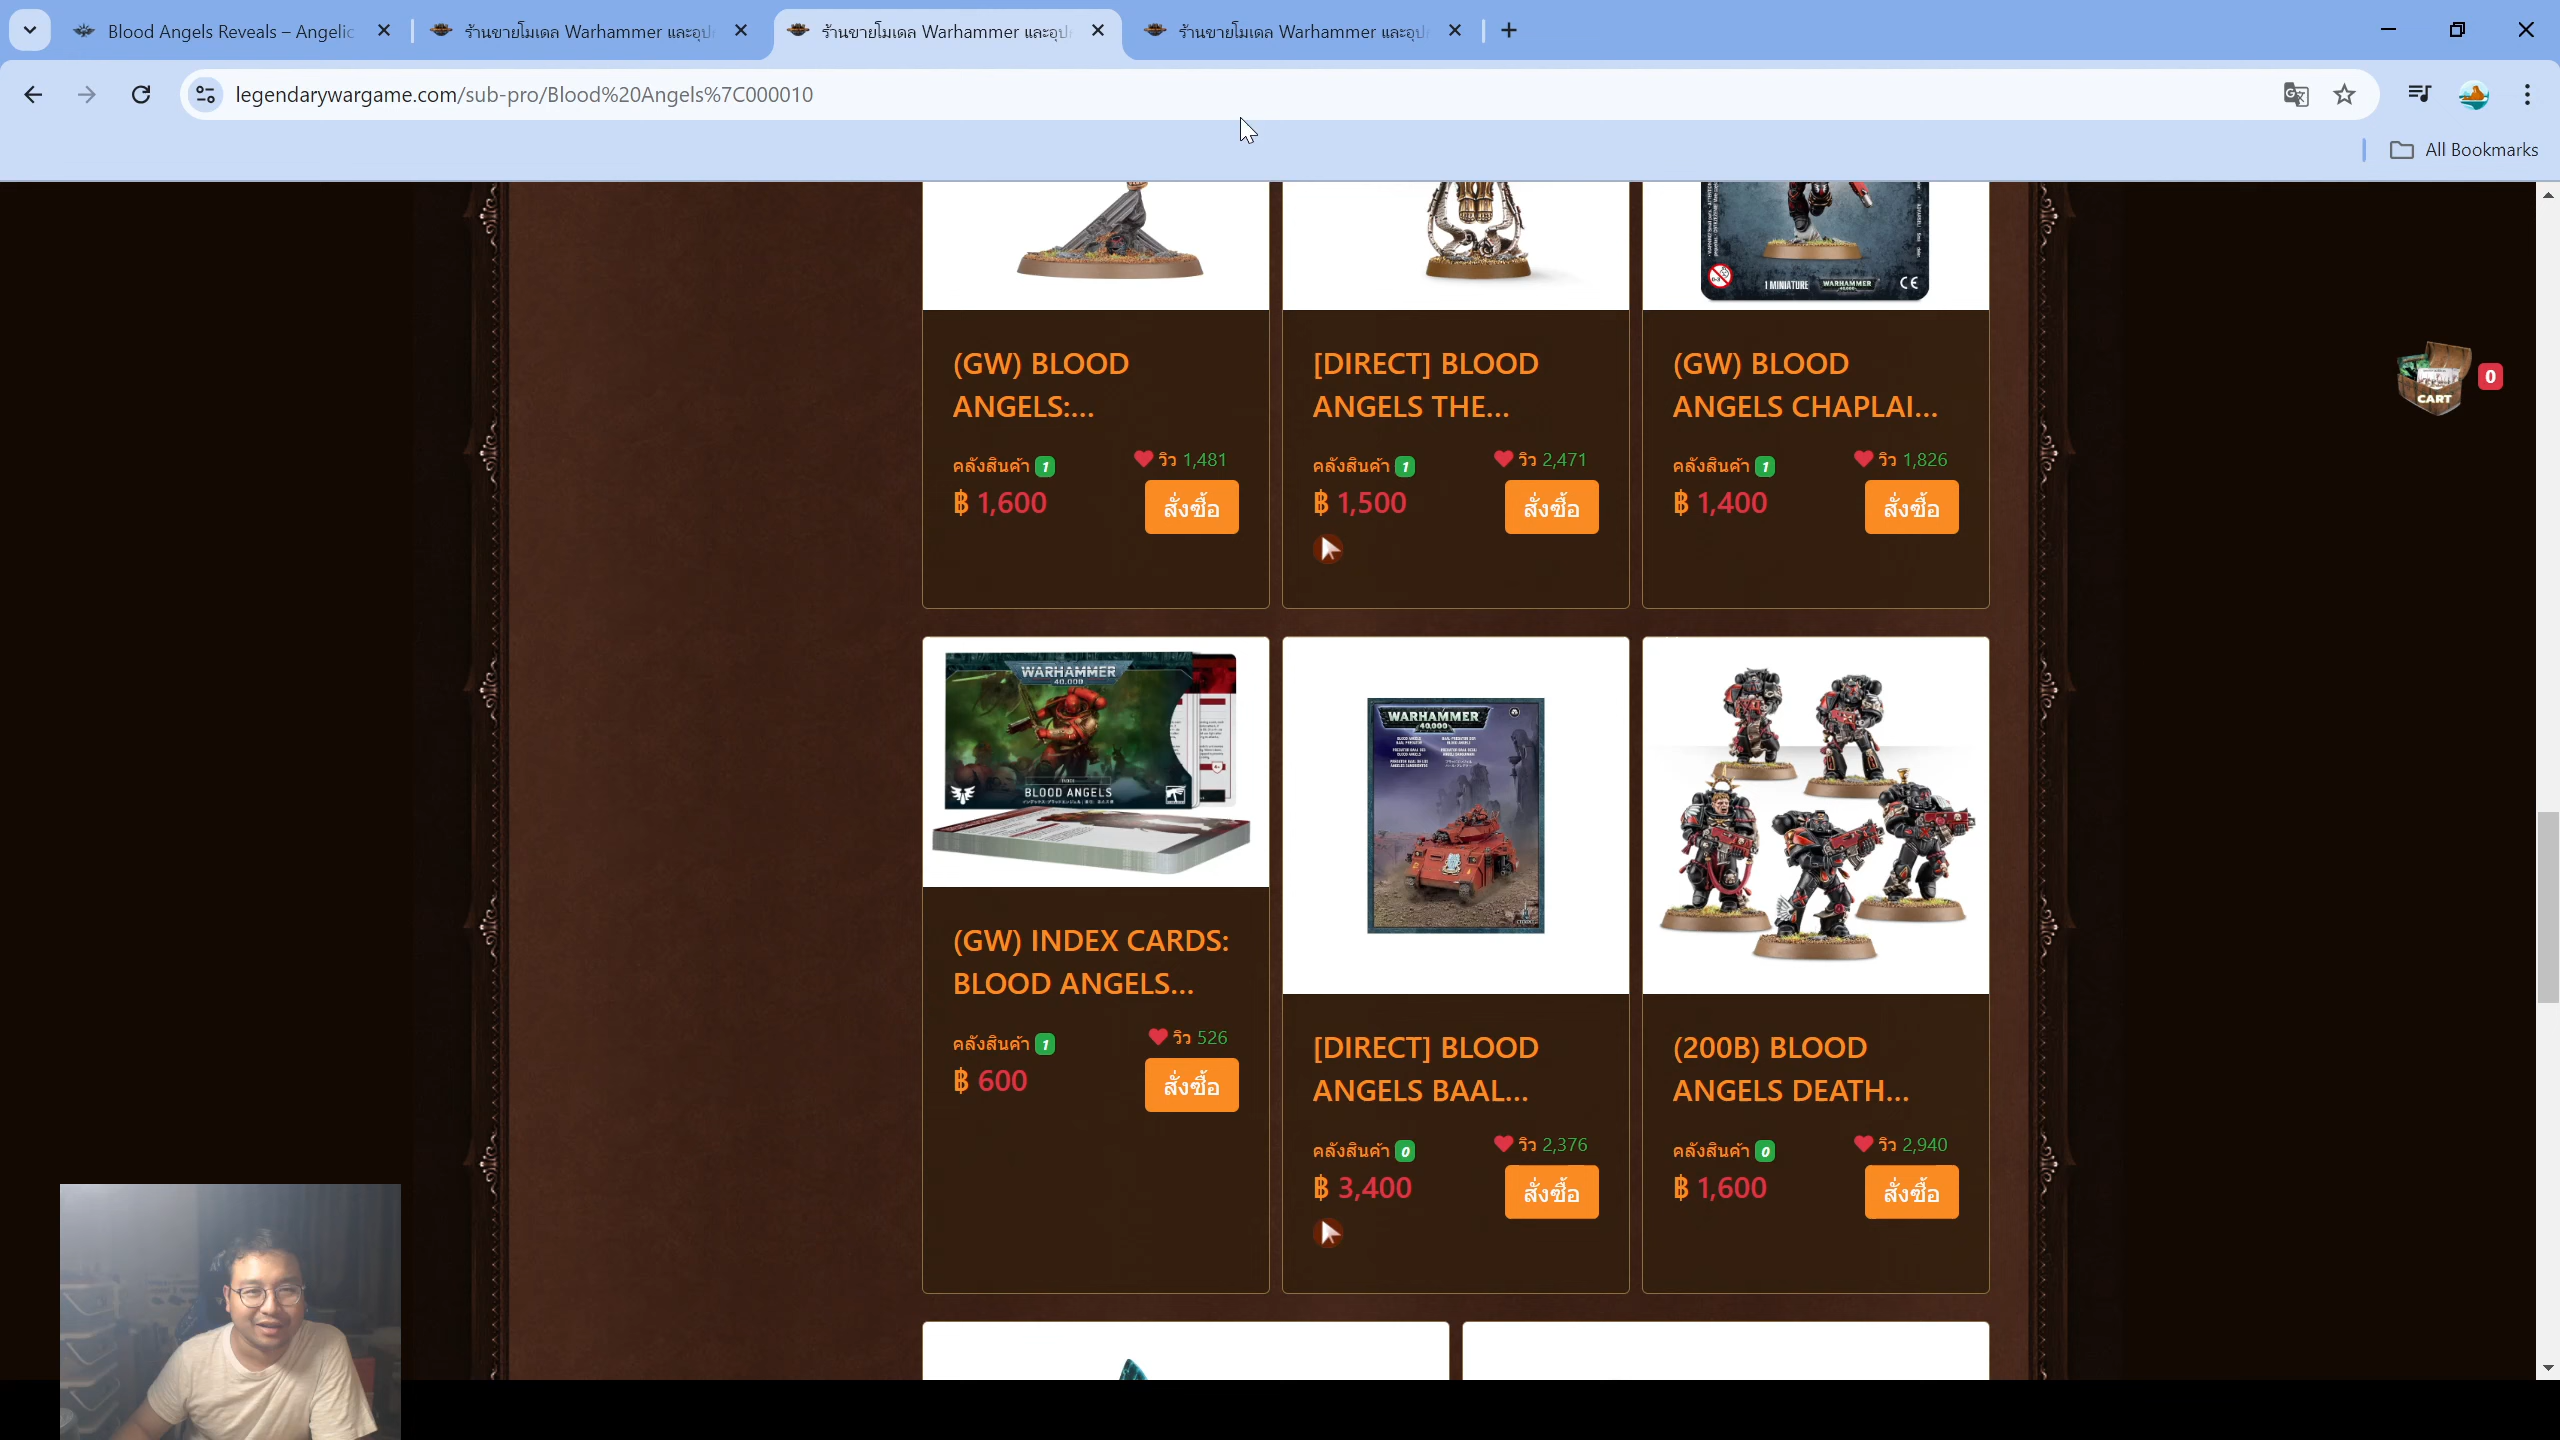 Blood Angels Reveals – Angelic
ร้านขายโมเดล Warhammer และอุป
ร้านขายโมเดล Warhammer และอุป
ร้านขายโมเดล Warhammer และอุป
legendarywargame.com/sub-pro/Blood%20Angels%7C000010
All Bookmarks
1 MINIATURE WARHAMMER
CE
CART
0
(GW) BLOOD
ANGELS:...
คลังสินค้า 1
วิว 1,481
฿ 1,600
สั่งซื้อ
[DIRECT] BLOOD
ANGELS THE...
คลังสินค้า 1
วิว 2,471
฿ 1,500
สั่งซื้อ
(GW) BLOOD
ANGELS CHAPLAI...
คลังสินค้า 1
วิว 1,826
฿ 1,400
สั่งซื้อ
WARHAMMER
40,000
INDEX
BLOOD ANGELS
WARHAMMER
40,000
(GW) INDEX CARDS:
BLOOD ANGELS...
คลังสินค้า 1
วิว 526
฿ 600
สั่งซื้อ
[DIRECT] BLOOD
ANGELS BAAL...
คลังสินค้า 0
วิว 2,376
฿ 3,400
สั่งซื้อ
(200B) BLOOD
ANGELS DEATH...
คลังสินค้า 0
วิว 2,940
฿ 1,600
สั่งซื้อ